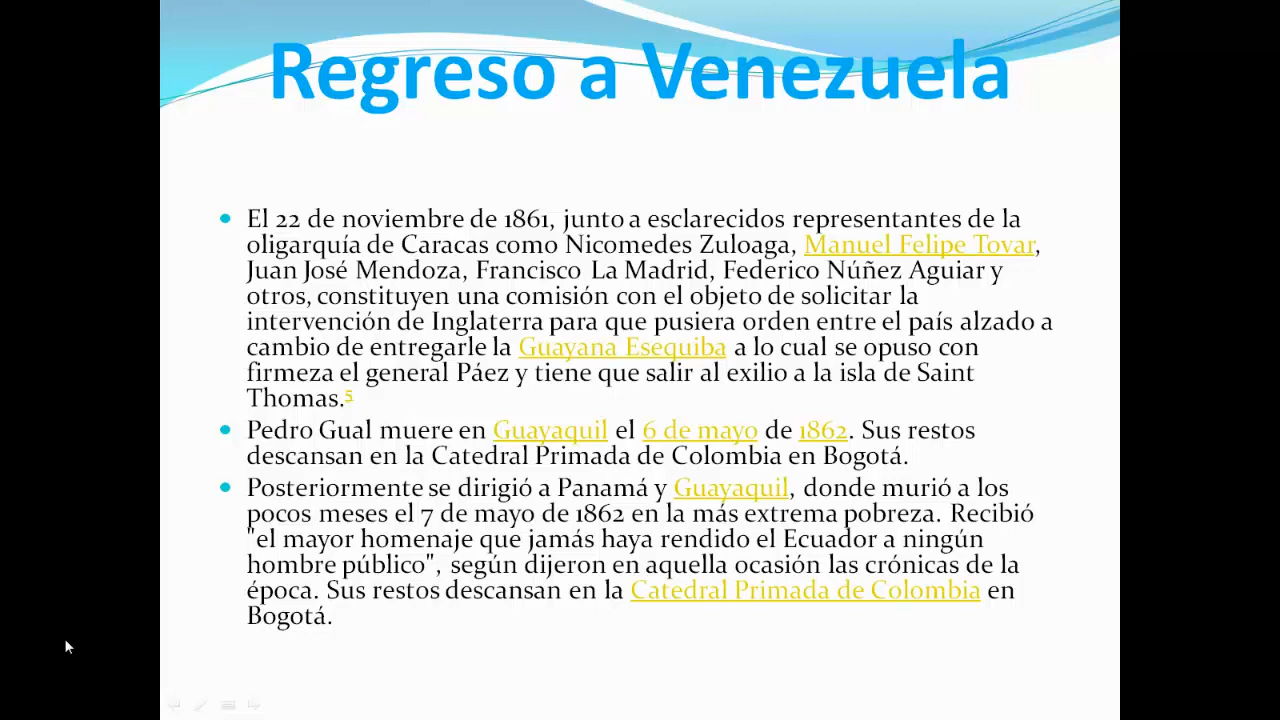 Regreso a Venezuela
• El 22 de noviembre de 1861, junto a esclarecidos representantes de la
oligarquía de Caracas como Nicomedes Zuloaga, Manuel Felipe Tovar,
Juan José Mendoza, Francisco La Madrid, Federico Núñez Aguiar y
otros, constituyen una comisión con el objeto de solicitar la
intervención de Inglaterra para que pusiera orden entre el país alzado a
cambio de entregarle la Guayana Esequiba a lo cual se opuso con
firmeza el general Páez y tiene que salir al exilio a la isla de Saint
Thomas.5
• Pedro Gual muere en Guayaquil el 6 de mayo de 1862. Sus restos
descansan en la Catedral Primada de Colombia en Bogotá.
• Posteriormente se dirigió a Panamá y Guayaquil, donde murió a los
pocos meses el 7 de mayo de 1862 en la más extrema pobreza. Recibió
"el mayor homenaje que jamás haya rendido el Ecuador a ningún
hombre público", según dijeron en aquella ocasión las crónicas de la
época. Sus restos descansan en la Catedral Primada de Colombia en
Bogotá.